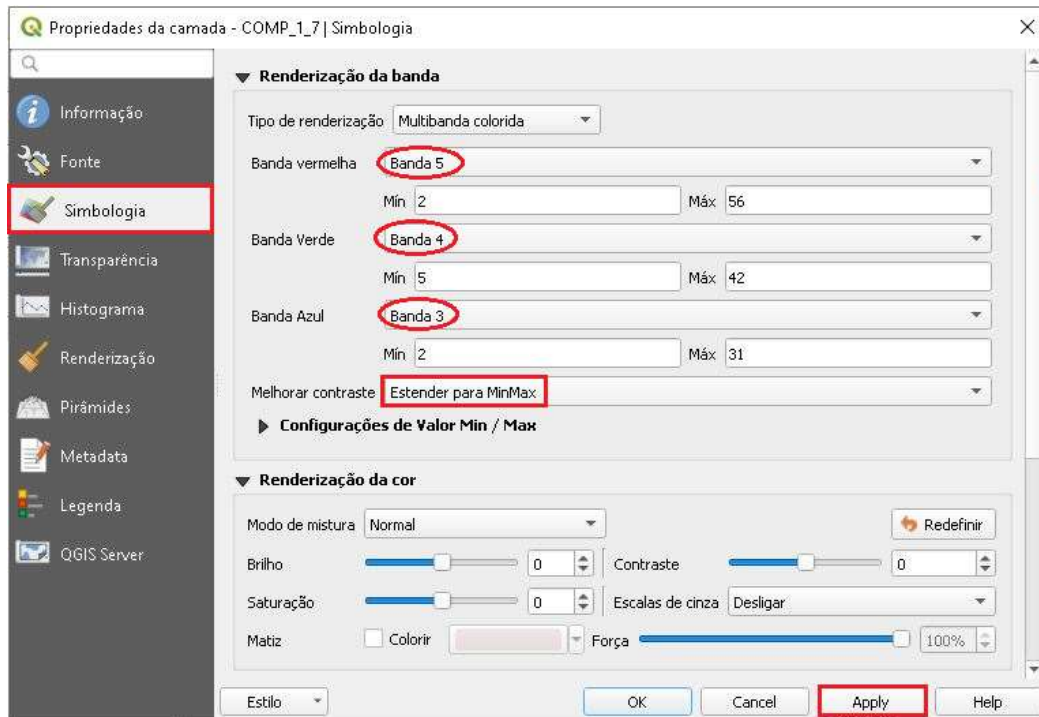 Propriedades da camada - COMP_1_7 | Simbologia
Informação
Fonte
Simbologia
Transparência
Histograma
Renderização
Pirâmides
Metadata
Legenda
QGIS Server
Renderização da banda
Tipo de renderização Multibanda colorida
Banda vermelha Banda 5
Mín 2 Máx 56
Banda Verde Banda 4
Mín 5 Máx 42
Banda Azul Banda 3
Mín 2 Máx 31
Melhorar contraste Estender para MinMax
Configurações de Valor Min / Max
Renderização da cor
Modo de mistura Normal Redefinir
Brilho 0 Contraste 0
Saturação 0 Escalas de cinza Desligar
Matiz Colorir Força 100%
Estilo OK Cancel Apply Help